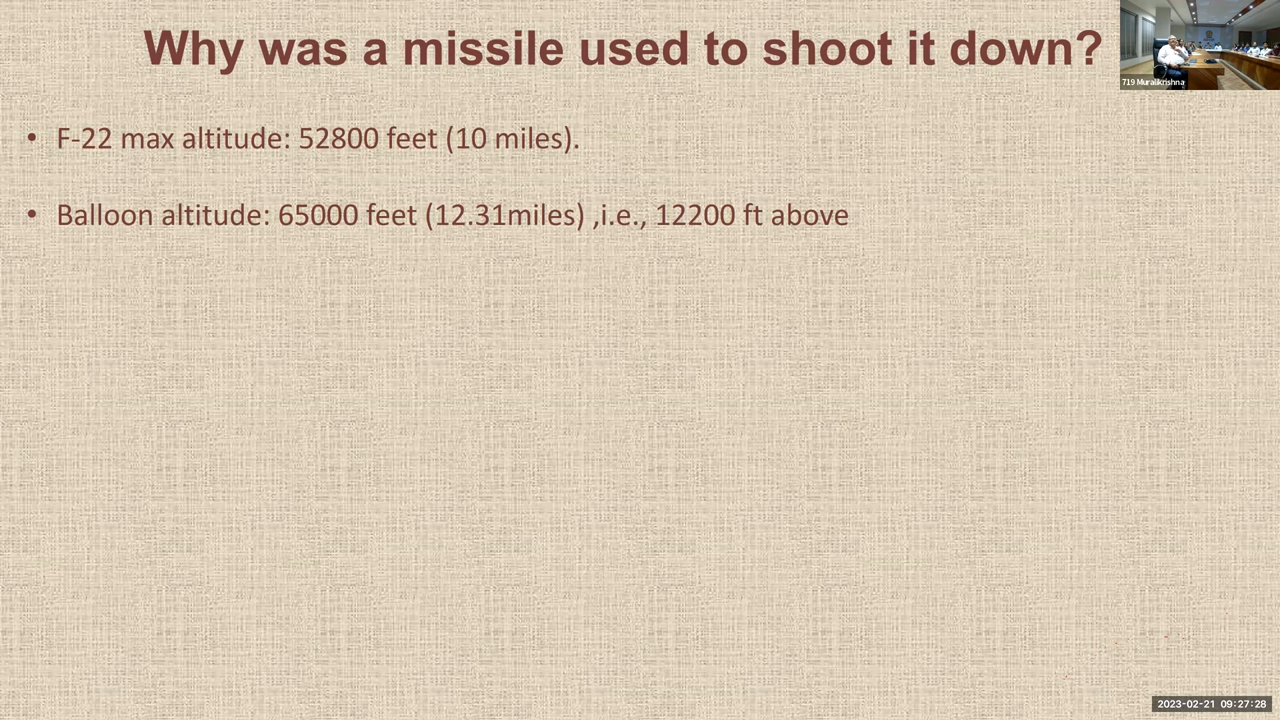 Why was a missile used to shoot it down?
719 Muralikrishna
• F-22 max altitude: 52800 feet (10 miles).
• Balloon altitude: 65000 feet (12.31miles) ,i.e., 12200 ft above
2023-02-21 09:27:28